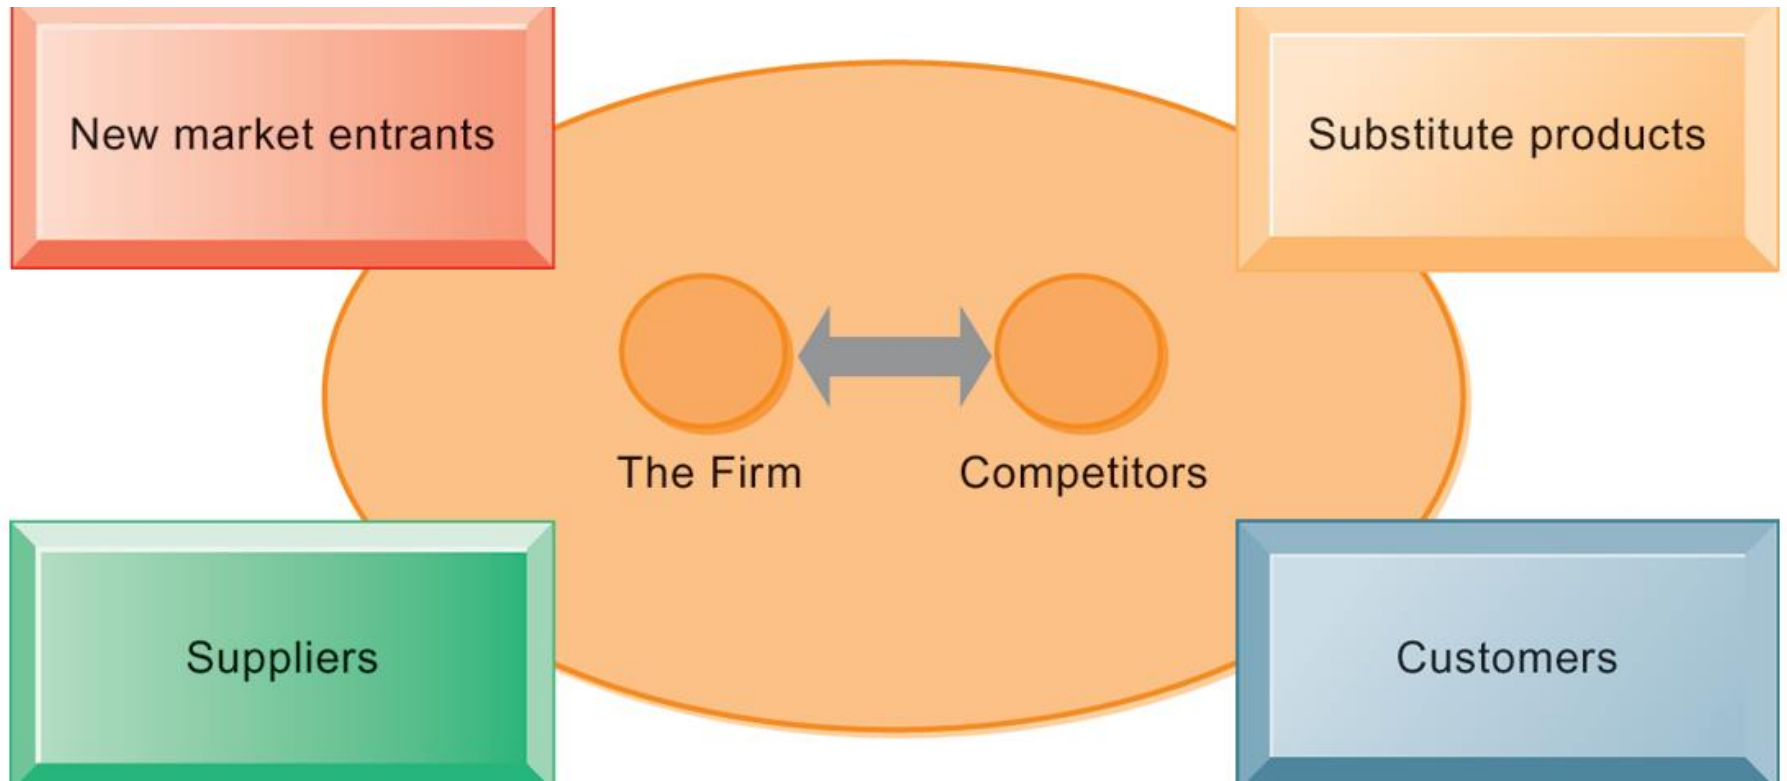 New market entrants
Substitute products
The Firm
Competitors
Suppliers
Customers